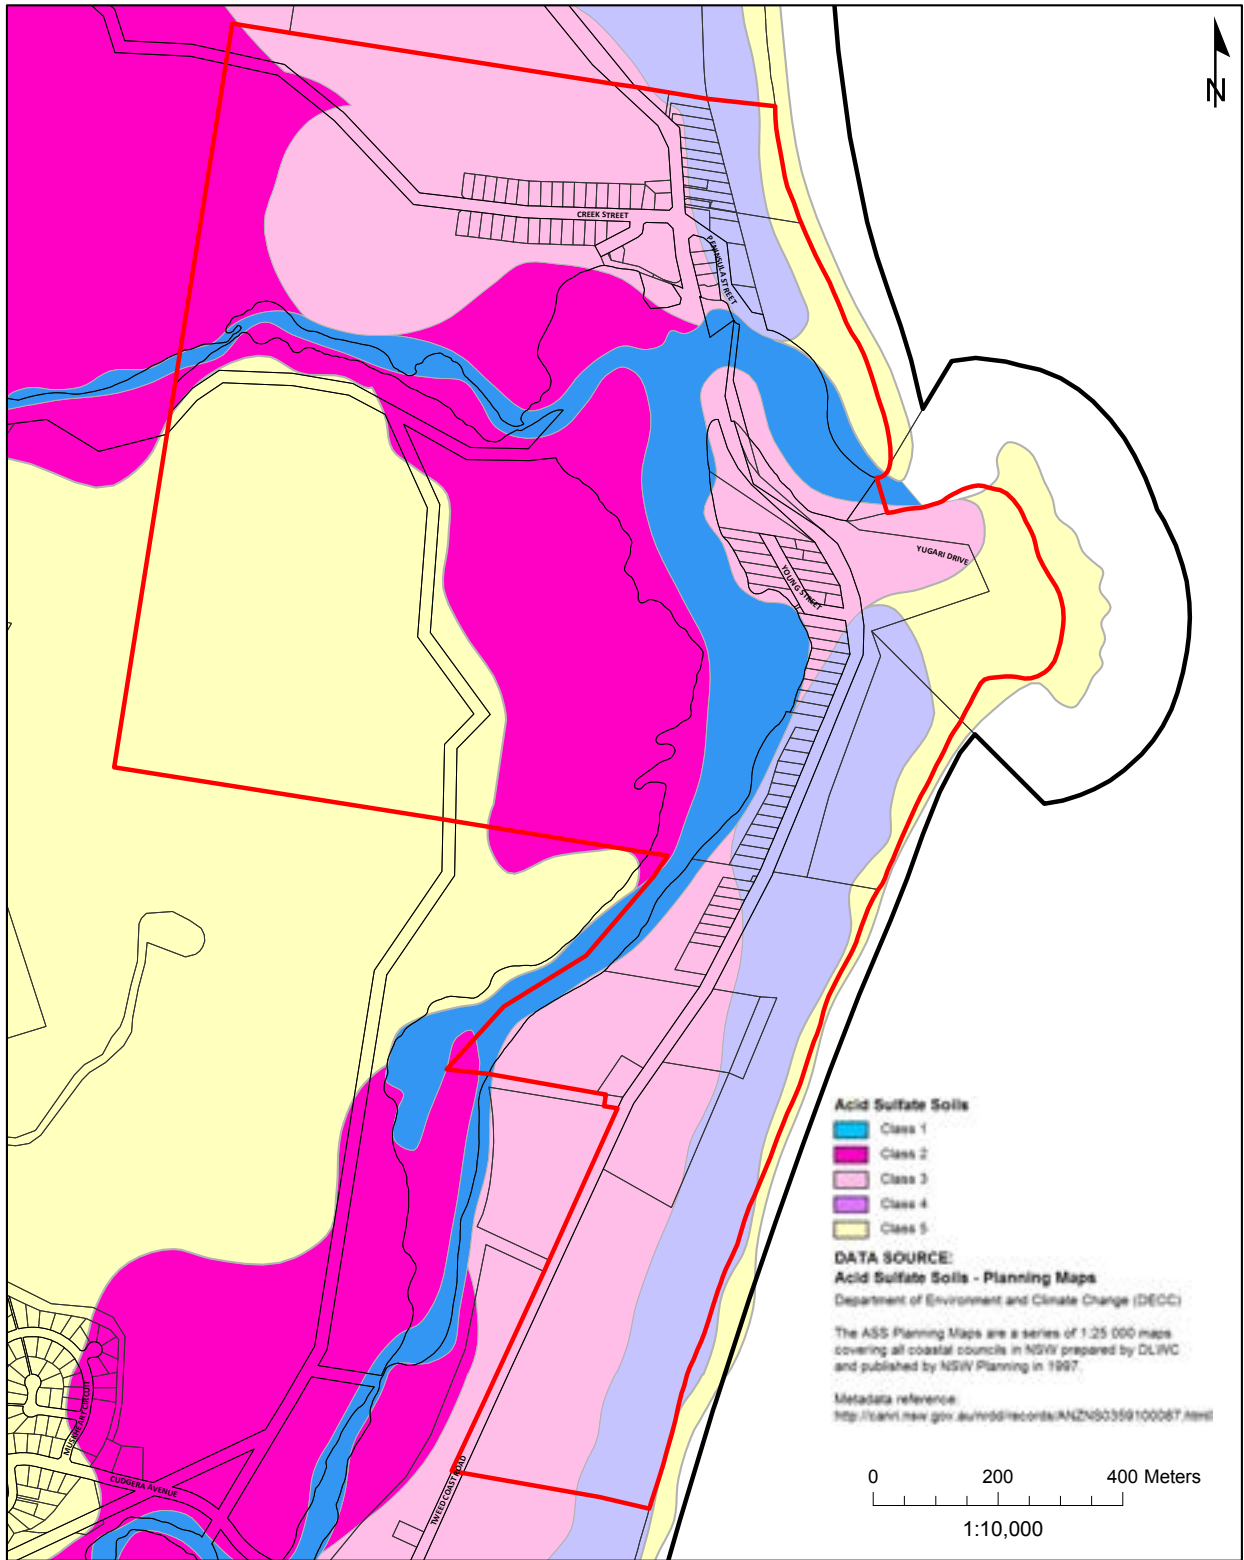 N
CREEK STREET
PENINSULA STREET
YUGARI DRIVE
YOUNG STREET
Acid Sulfate Soils
Class 1
Class 2
Class 3
Class 4
Class 5
DATA SOURCE:
Acid Sulfate Soils - Planning Maps
Department of Environment and Climate Change (DECC)
The ASS Planning Maps are a series of 1:25 000 maps
covering all coastal councils in NSW prepared by DLWC
and published by NSW Planning in 1997.
Metadata reference:
MUSKHEART CIRCUIT
CUDGERA AVENUE
TWEED COAST ROAD
0 200 400 Meters
1:10,000